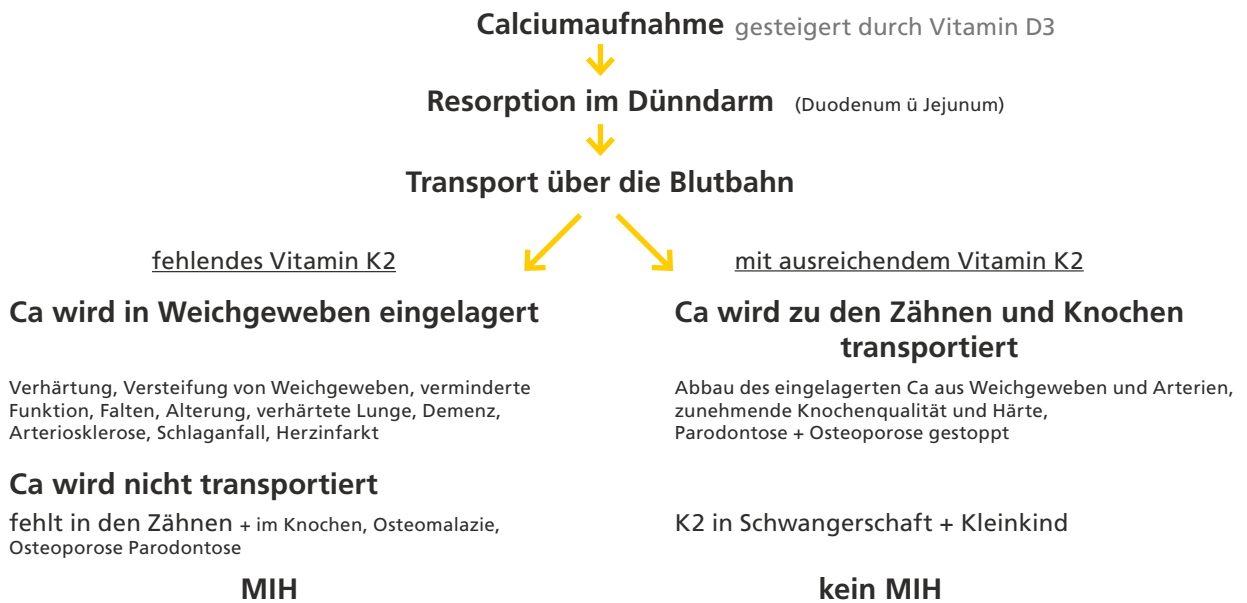 Calciumaufnahme gesteigert durch Vitamin D3
Resorption im Dünndarm (Duodenum ü Jejunum)
Transport über die Blutbahn
fehlendes Vitamin K2
Ca wird in Weichgeweben eingelagert
Verhärtung, Versteifung von Weichgeweben, verminderte
Funktion, Falten, Alterung, verhärtete Lunge, Demenz,
Arteriosklerose, Schlaganfall, Herzinfarkt
Ca wird nicht transportiert
fehlt in den Zähnen + im Knochen, Osteomalazie,
Osteoporose Parodontose
MIH
mit ausreichendem Vitamin K2
Ca wird zu den Zähnen und Knochen
transportiert
Abbau des eingelagerten Ca aus Weichgeweben und Arterien,
zunehmende Knochenqualität und Härte,
Parodontose + Osteoporose gestoppt
K2 in Schwangerschaft + Kleinkind
kein MIH